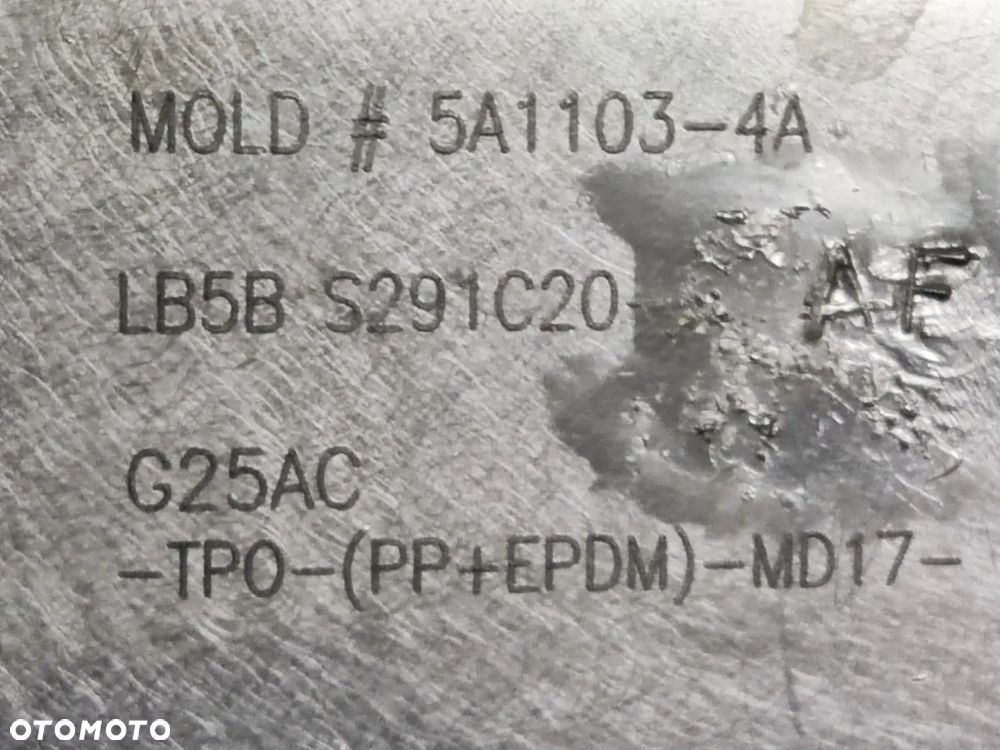 MOLD # 5A1103-4A
LB5B S291C20- AF
G25AC
-TPO-(PP+EPDM)-MD17-
OTOMOTO